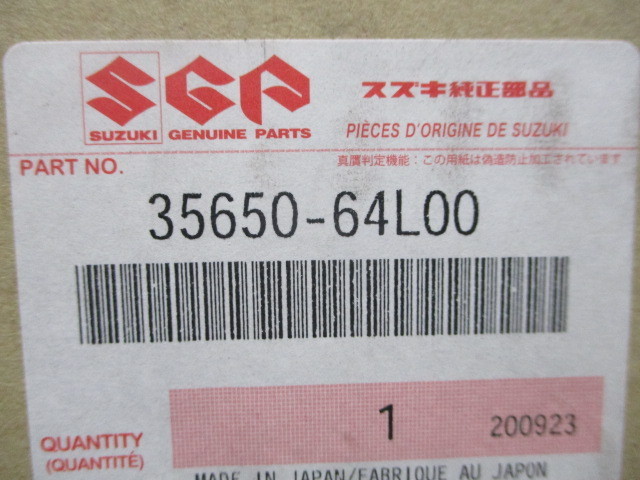 SGP
スズキ純正部品
SUZUKI GENUINE PARTS
PIÈCES D'ORIGINE DE SUZUKI
PART NO.
真贋判定機能：この用紙は偽造防止加工されています
35650-64L00
1
200923
QUANTITY
(QUANTITÉ)
MADE IN JAPAN/FABRIQUE AU JAPON